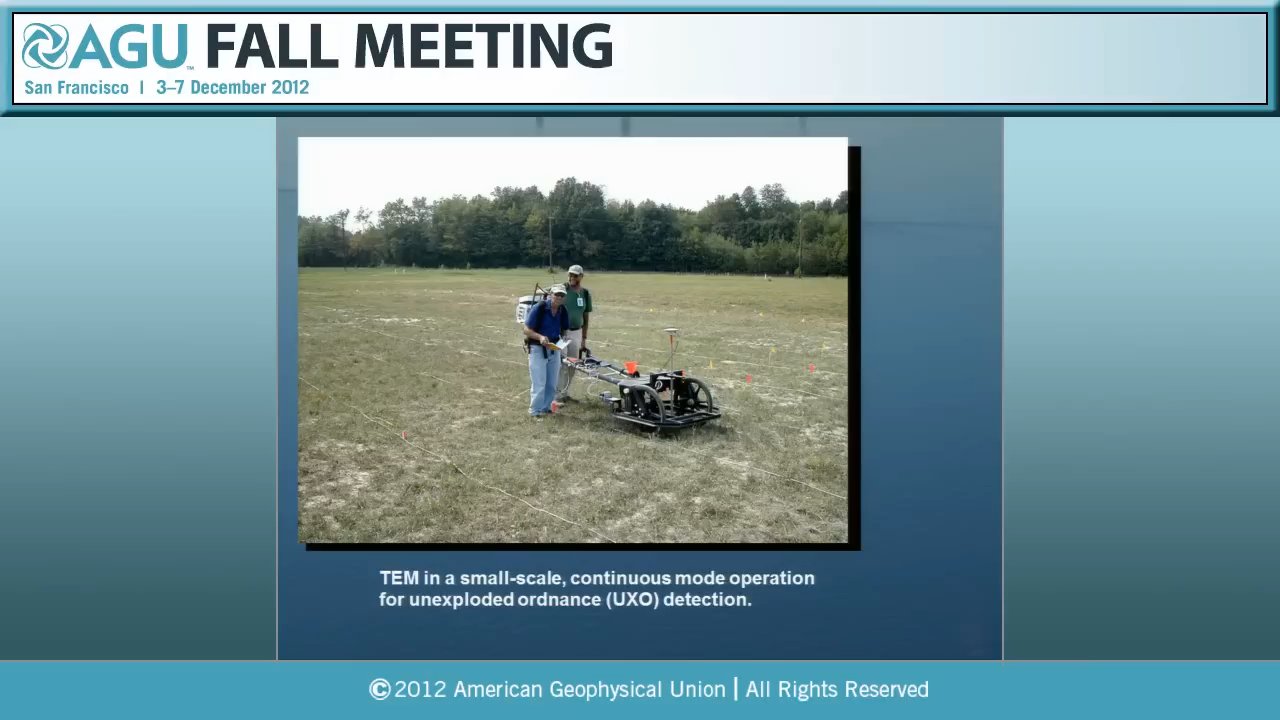 AGU™ FALL MEETING
San Francisco | 3–7 December 2012
TEM in a small-scale, continuous mode operation
for unexploded ordnance (UXO) detection.
©2012 American Geophysical Union | All Rights Reserved